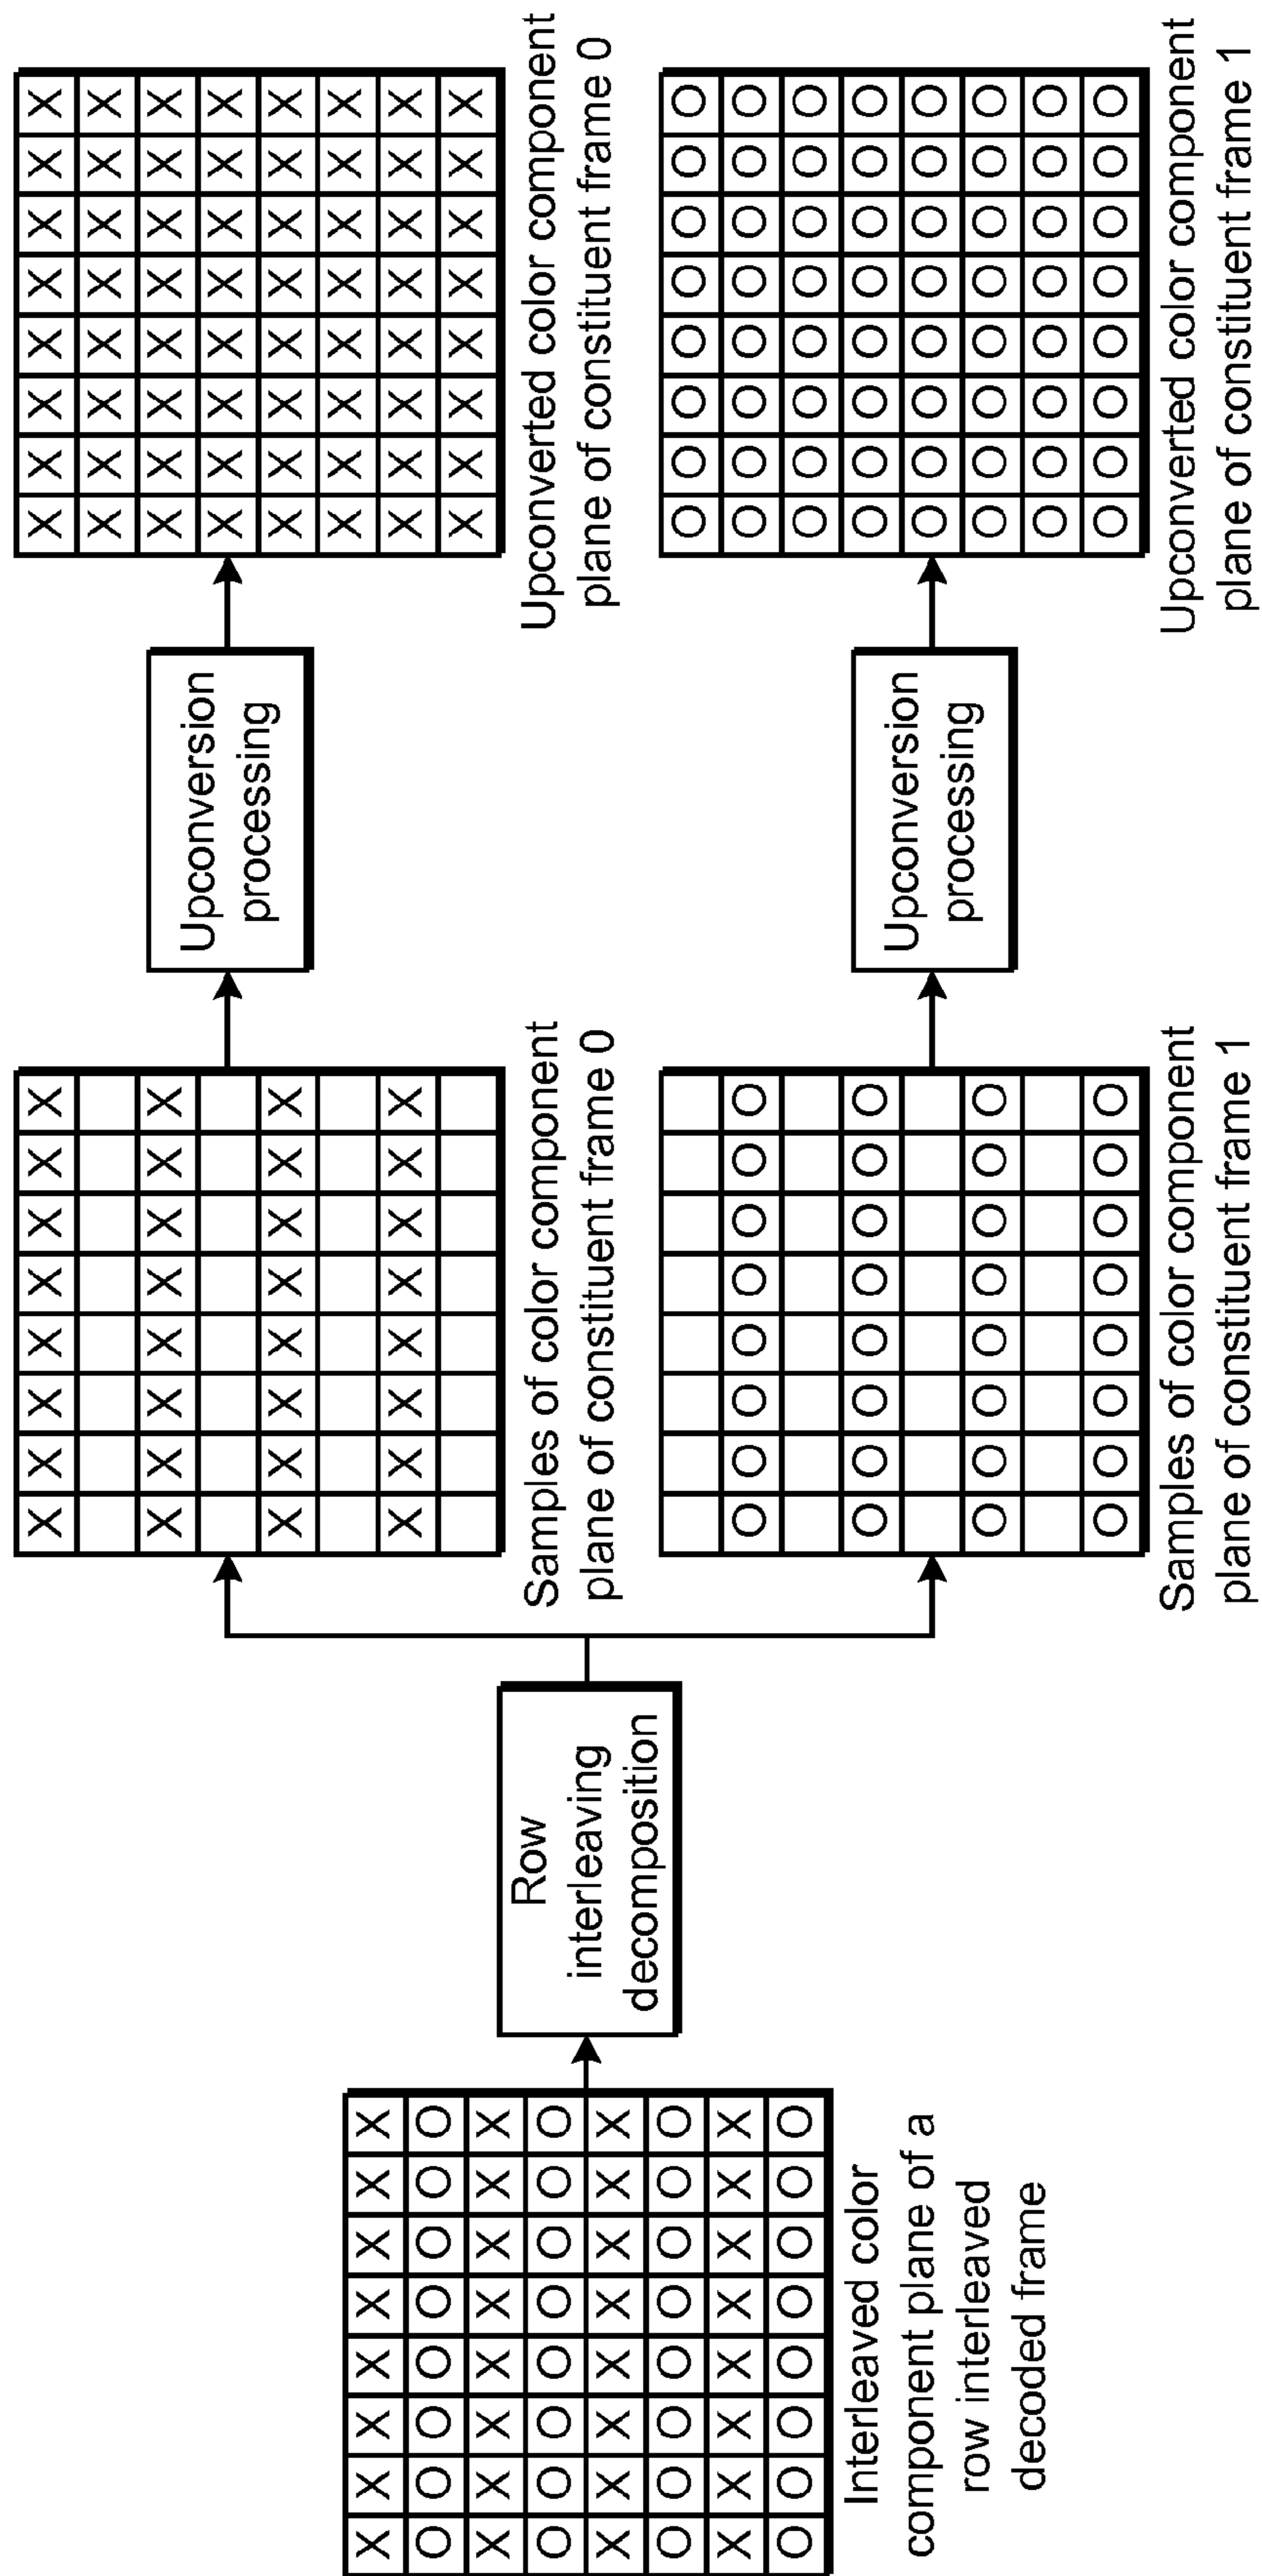 X X X X X X X X
O O O O O O O O
X X X X X X X X
O O O O O O O O
X X X X X X X X
O O O O O O O O
X X X X X X X X
O O O O O O O O
Interleaved color
component plane of a
row interleaved
decoded frame
Row
interleaving
decomposition
X X X X X X X X
X X X X X X X X
X X X X X X X X
X X X X X X X X
Samples of color component
plane of constituent frame 0
Upconversion
processing
X X X X X X X X
X X X X X X X X
X X X X X X X X
X X X X X X X X
X X X X X X X X
X X X X X X X X
X X X X X X X X
X X X X X X X X
Upconverted color component
plane of constituent frame 0
O O O O O O O O
O O O O O O O O
O O O O O O O O
O O O O O O O O
Samples of color component
plane of constituent frame 1
Upconversion
processing
O O O O O O O O
O O O O O O O O
O O O O O O O O
O O O O O O O O
O O O O O O O O
O O O O O O O O
O O O O O O O O
O O O O O O O O
Upconverted color component
plane of constituent frame 1